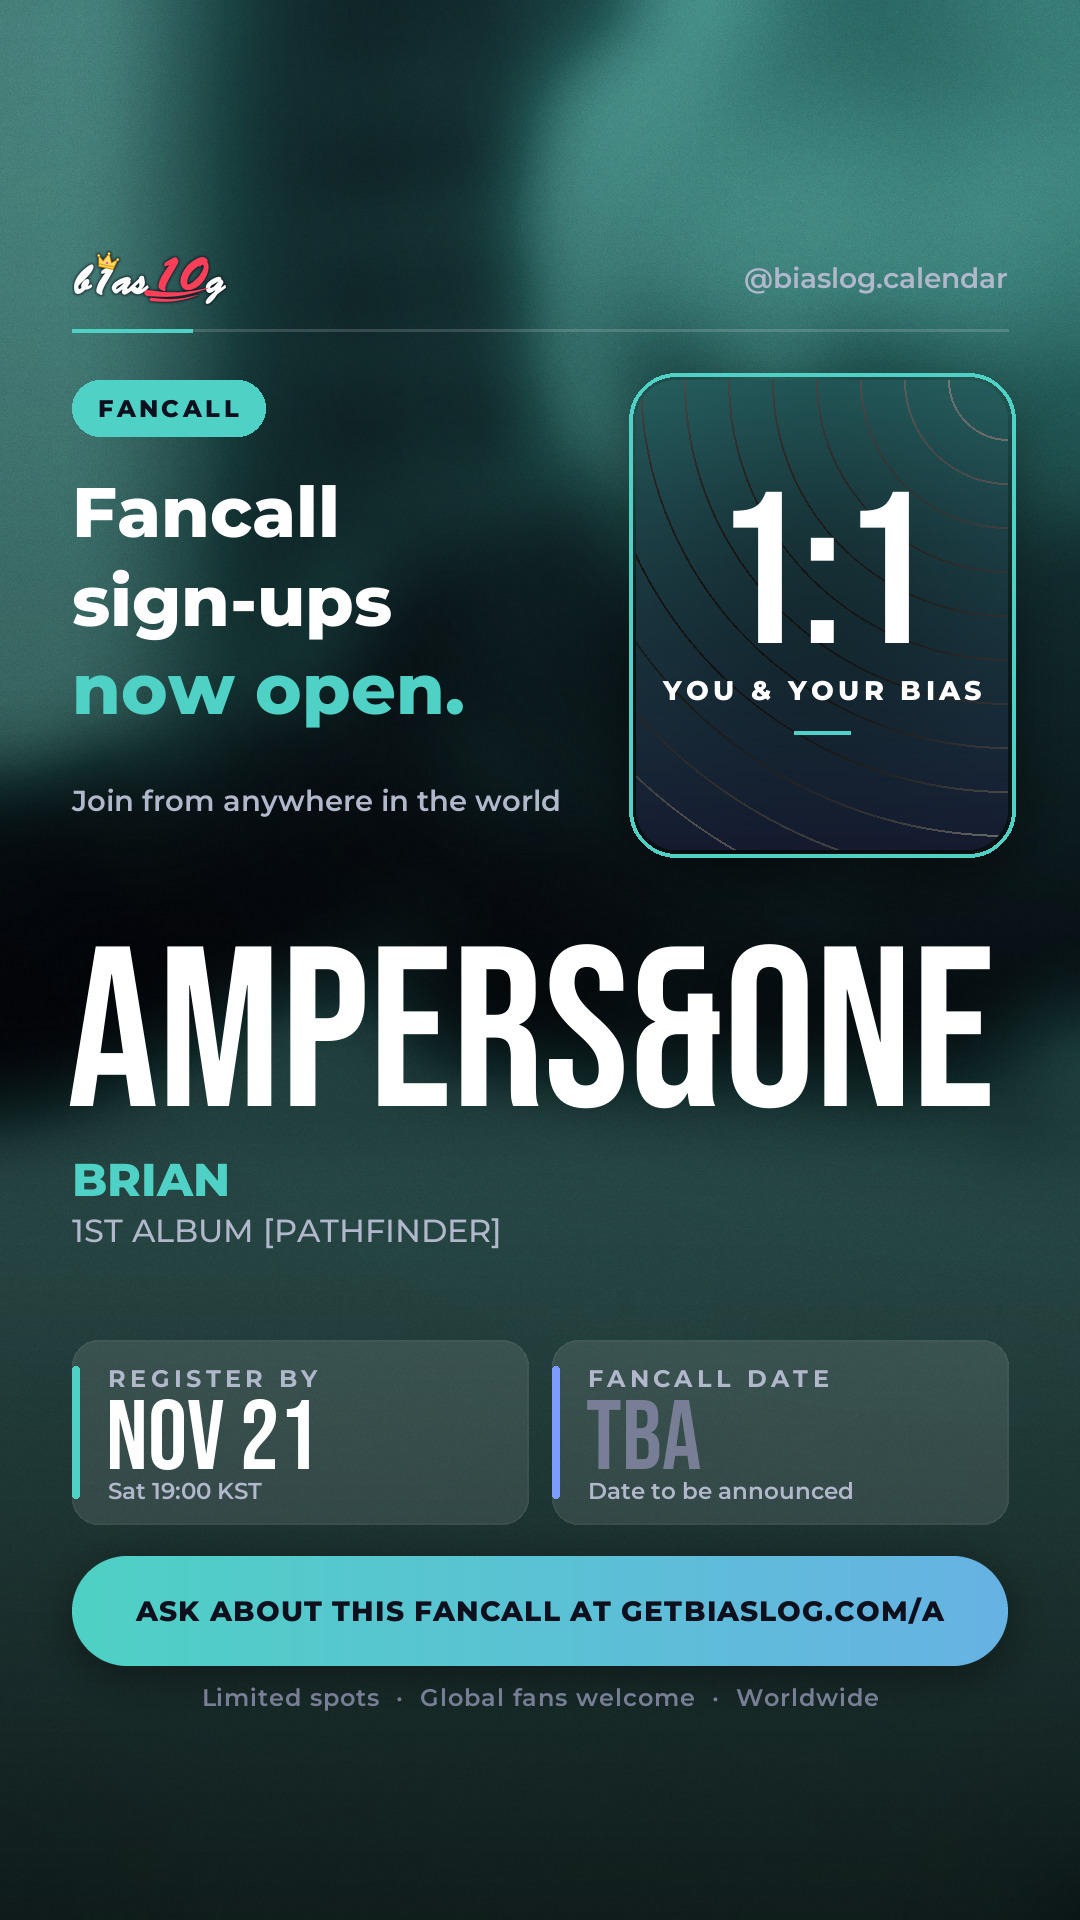 b1as10g
@biaslog.calendar
FANCALL
Fancall
sign-ups
now open.
Join from anywhere in the world
1:1
YOU & YOUR BIAS
AMPERS&ONE
BRIAN
1ST ALBUM [PATHFINDER]
REGISTER BY
NOV 21
Sat 19:00 KST
FANCALL DATE
TBA
Date to be announced
ASK ABOUT THIS FANCALL AT GETBIASLOG.COM/A
Limited spots · Global fans welcome · Worldwide